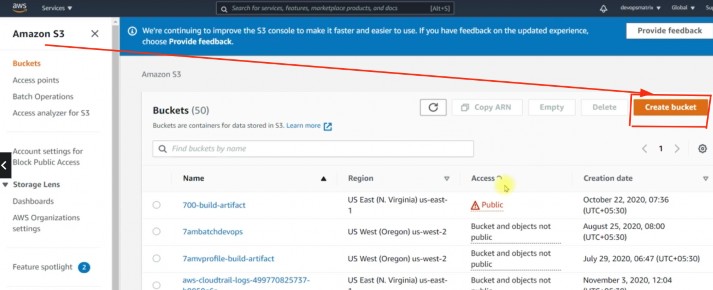 aws
Services
Search for services, features, marketplace products, and docs
[Alt+S]
devopsmatrix
Global
Support
Amazon S3
We're continuing to improve the S3 console to make it faster and easier to use. If you have feedback on the updated experience,
choose Provide feedback.
Provide feedback
Buckets
Access points
Batch Operations
Access analyzer for S3
Account settings for
Block Public Access
Storage Lens
Dashboards
AWS Organizations
settings
Feature spotlight 2
Amazon S3
Buckets (50)
Buckets are containers for data stored in S3. Learn more
Copy ARN
Empty
Delete
Create bucket
Find buckets by name
1
Name
Region
Access
Creation date
700-build-artifact
US East (N. Virginia) us-east-
1
Public
October 22, 2020, 07:36
(UTC+05:30)
7ambatchdevops
US West (Oregon) us-west-2
Bucket and objects not
public
August 25, 2020, 08:00
(UTC+05:30)
7amvprofile-build-artifact
US West (Oregon) us-west-2
Bucket and objects not
public
July 29, 2020, 06:47 (UTC+05:30)
aws-cloudtrail-logs-499770825737-
US East (N. Virginia) us-east-
Bucket and objects not
November 3, 2020, 12:04